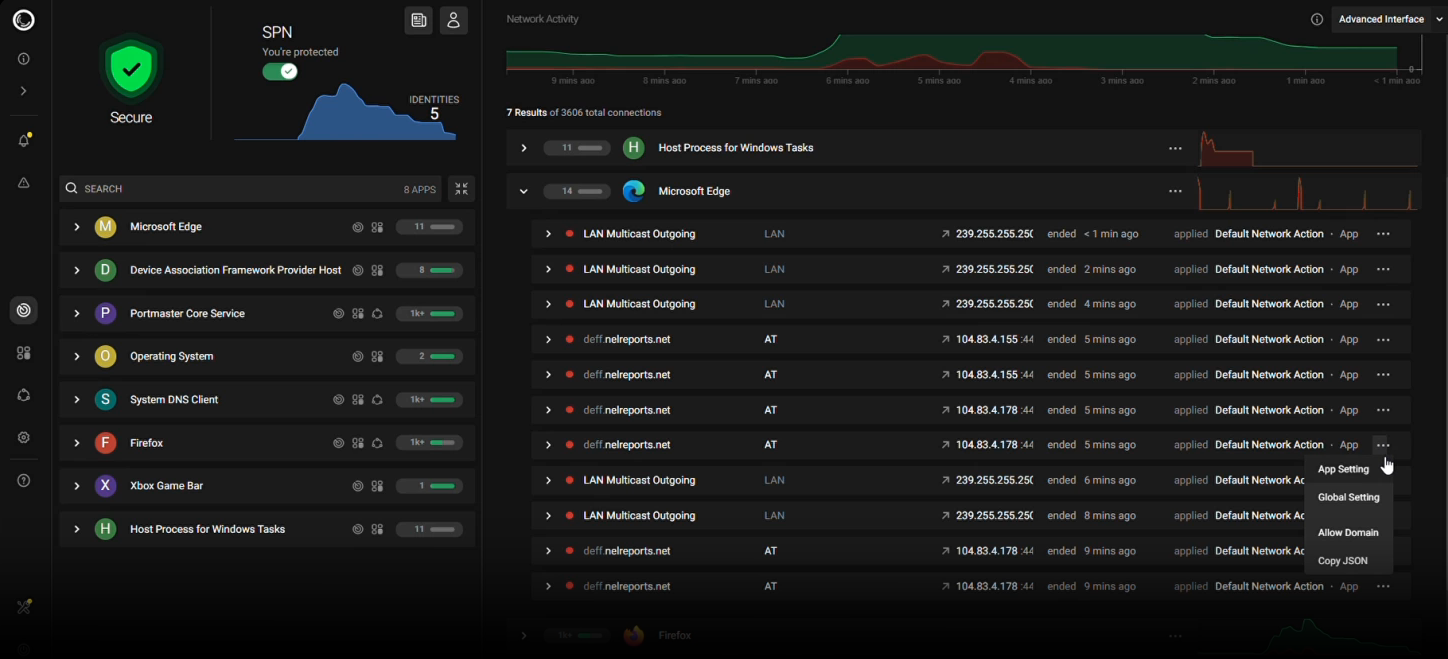 SPN
You're protected
IDENTITIES
5
Secure
SEARCH 8 APPS
M Microsoft Edge 11
D Device Association Framework Provider Host 8
P Portmaster Core Service 1k+
O Operating System 2
S System DNS Client 1k+
F Firefox 1k+
X Xbox Game Bar 1
H Host Process for Windows Tasks 11
Network Activity
Advanced Interface
0
9 mins ago 8 mins ago 7 mins ago 6 mins ago 5 mins ago 4 mins ago 3 mins ago 2 mins ago 1 min ago < 1 min ago
7 Results of 3606 total connections
11 H Host Process for Windows Tasks ...
14 Microsoft Edge ...
LAN Multicast Outgoing LAN 239.255.255.250 ended < 1 min ago applied Default Network Action · App ...
LAN Multicast Outgoing LAN 239.255.255.250 ended 2 mins ago applied Default Network Action · App ...
LAN Multicast Outgoing LAN 239.255.255.250 ended 4 mins ago applied Default Network Action · App ...
deff.nelreports.net AT 104.83.4.155 :44 ended 5 mins ago applied Default Network Action · App ...
deff.nelreports.net AT 104.83.4.155 :44 ended 5 mins ago applied Default Network Action · App ...
deff.nelreports.net AT 104.83.4.178 :44 ended 5 mins ago applied Default Network Action · App ...
deff.nelreports.net AT 104.83.4.178 :44 ended 5 mins ago applied Default Network Action · App ...
LAN Multicast Outgoing LAN 239.255.255.250 ended 6 mins ago applied Default Network Ac
LAN Multicast Outgoing LAN 239.255.255.250 ended 8 mins ago applied Default Network Ac
deff.nelreports.net AT 104.83.4.178 :44 ended 9 mins ago applied Default Network Ac
deff.nelreports.net AT 104.83.4.178 :44 ended 9 mins ago applied Default Network Action · App ...
App Setting
Global Setting
Allow Domain
Copy JSON
1k+ Firefox ...